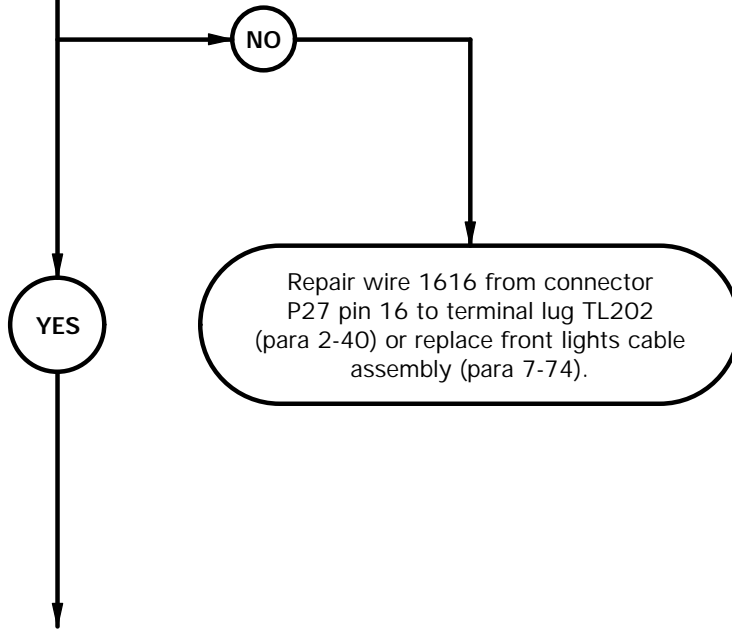 NO
YES
Repair wire 1616 from connector
P27 pin 16 to terminal lug TL202
(para 2-40) or replace front lights cable
assembly (para 7-74).